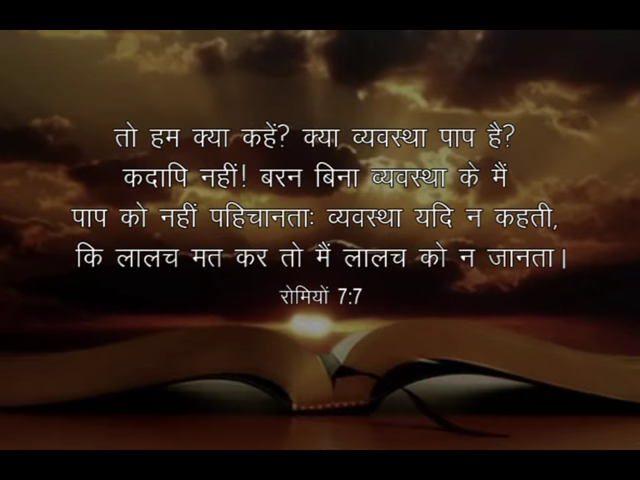 तो हम क्या कहें? क्या व्यवस्था पाप है?
कदापि नहीं! बरन बिना व्यवस्था के मैं
पाप को नहीं पहिचानताः व्यवस्था यदि न कहती,
कि लालच मत कर तो मैं लालच को न जानता।
रोमियों 7:7